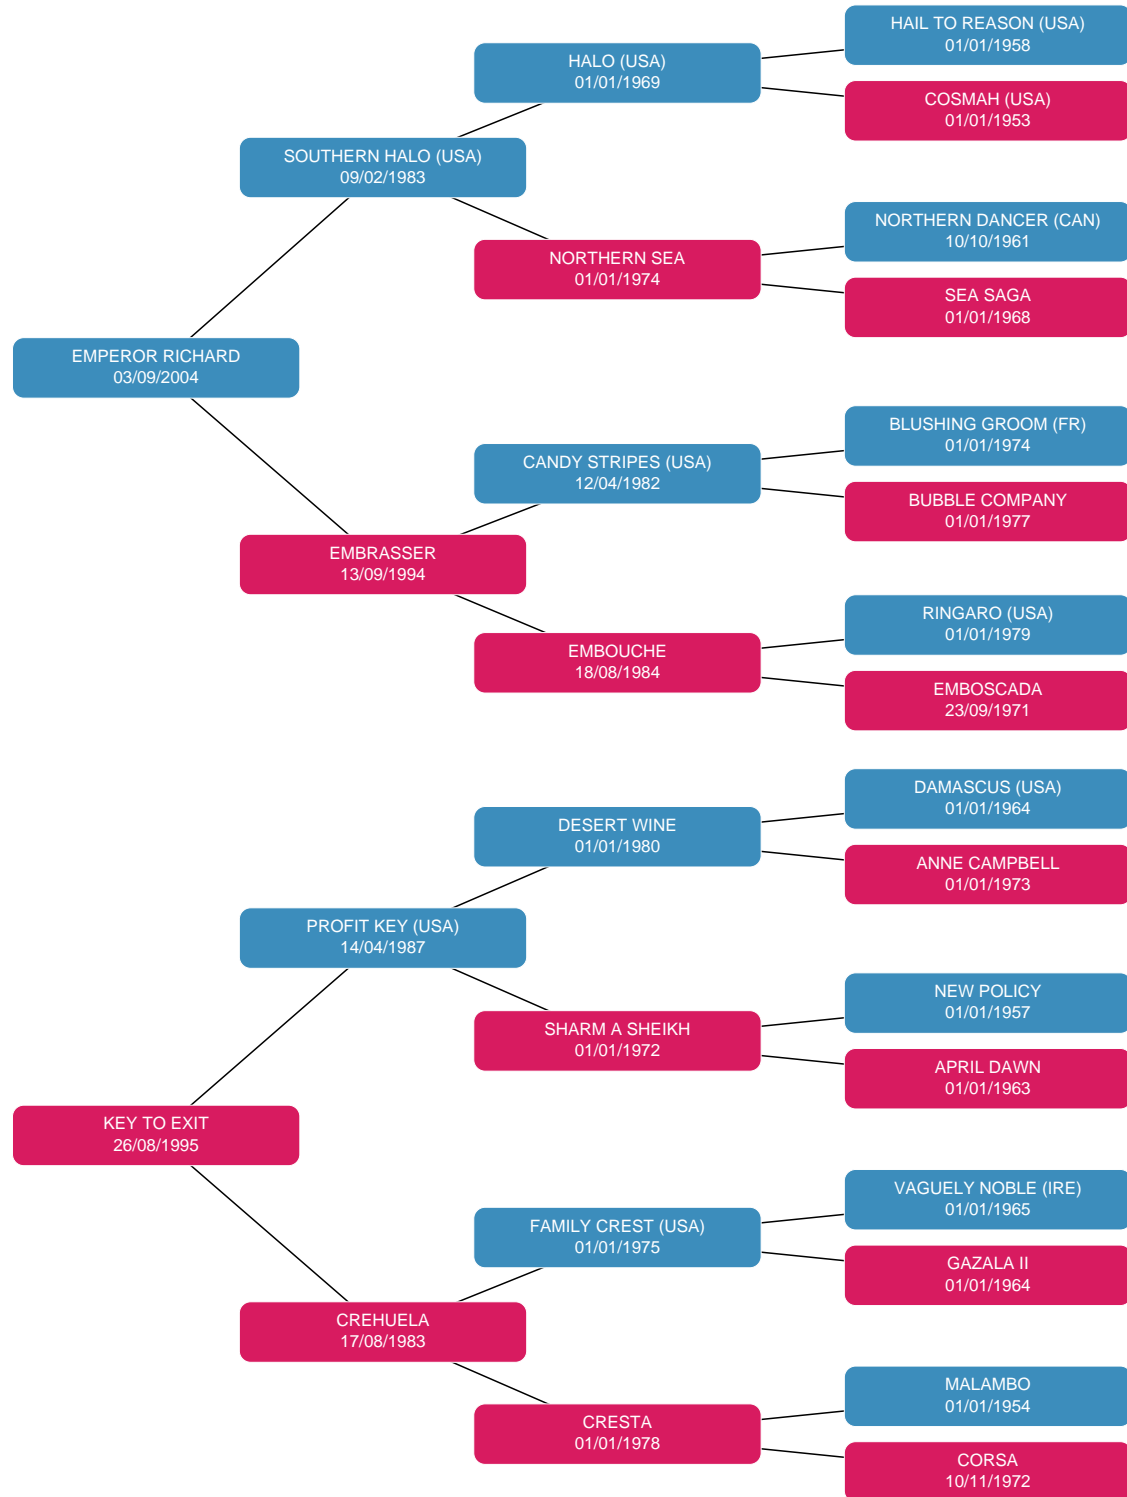 HAIL TO REASON (USA)
01/01/1958
HALO (USA)
01/01/1969
COSMAH (USA)
01/01/1953
SOUTHERN HALO (USA)
09/02/1983
NORTHERN DANCER (CAN)
10/10/1961
NORTHERN SEA
01/01/1974
SEA SAGA
01/01/1968
EMPEROR RICHARD
03/09/2004
BLUSHING GROOM (FR)
01/01/1974
CANDY STRIPES (USA)
12/04/1982
BUBBLE COMPANY
01/01/1977
EMBRASSER
13/09/1994
RINGARO (USA)
01/01/1979
EMBOUCHE
18/08/1984
EMBOSCADA
23/09/1971
DAMASCUS (USA)
01/01/1964
DESERT WINE
01/01/1980
ANNE CAMPBELL
01/01/1973
PROFIT KEY (USA)
14/04/1987
NEW POLICY
01/01/1957
SHARM A SHEIKH
01/01/1972
APRIL DAWN
01/01/1963
KEY TO EXIT
26/08/1995
VAGUELY NOBLE (IRE)
01/01/1965
FAMILY CREST (USA)
01/01/1975
GAZALA II
01/01/1964
CREHUELA
17/08/1983
MALAMBO
01/01/1954
CRESTA
01/01/1978
CORSA
10/11/1972